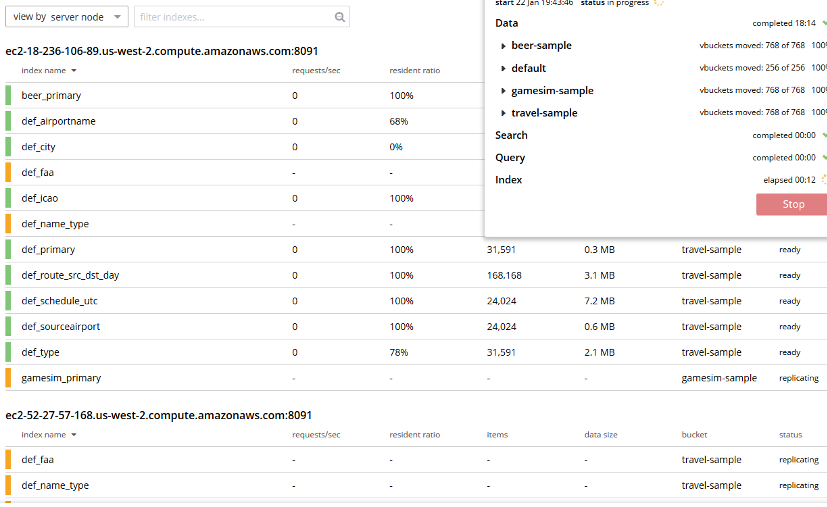 view by server node
filter indexes...
start 22 Jan 19:43:46 status in progress
Data completed 18:14
beer-sample vbuckets moved: 768 of 768 100%
default vbuckets moved: 256 of 256 100%
gamesim-sample vbuckets moved: 768 of 768 100%
travel-sample vbuckets moved: 768 of 768 100%
Search completed 00:00
Query completed 00:00
Index elapsed 00:12
Stop
ec2-18-236-106-89.us-west-2.compute.amazonaws.com:8091
index name requests/sec resident ratio
beer_primary 0 100%
def_airportname 0 68%
def_city 0 0%
def_faa - -
def_icao 0 100%
def_name_type - -
def_primary 0 100% 31,591 0.3 MB travel-sample ready
def_route_src_dst_day 0 100% 168,168 3.1 MB travel-sample ready
def_schedule_utc 0 100% 24,024 7.2 MB travel-sample ready
def_sourceairport 0 100% 24,024 0.6 MB travel-sample ready
def_type 0 78% 31,591 2.1 MB travel-sample ready
gamesim_primary - - - - gamesim-sample replicating
ec2-52-27-57-168.us-west-2.compute.amazonaws.com:8091
index name requests/sec resident ratio items data size bucket status
def_faa - - - - travel-sample replicating
def_name_type - - - - travel-sample replicating